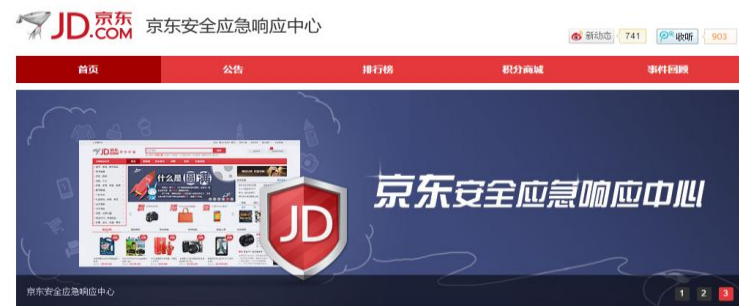 JD京东
.COM
京东安全应急响应中心
新动态 741 收听 903
首页 公告 排行榜 积分商城 事件回顾
什么是
JD
京东安全应急响应中心
京东安全应急响应中心
1 2 3